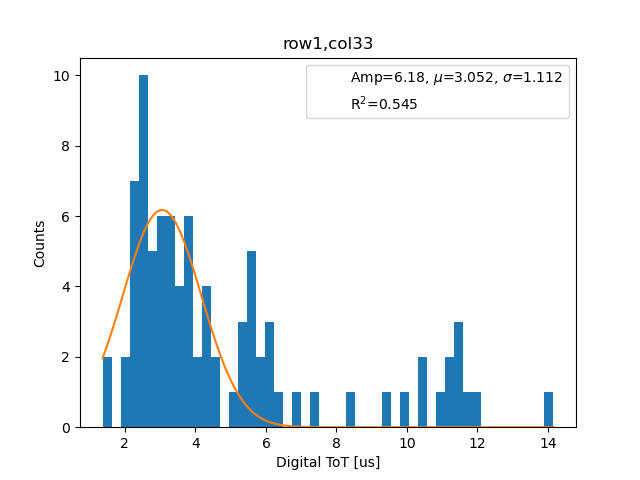 row1,col33
Amp=6.18, μ=3.052, σ=1.112
R²=0.545
Counts
10
8
6
4
2
0
2 4 6 8 10 12 14
Digital ToT [us]